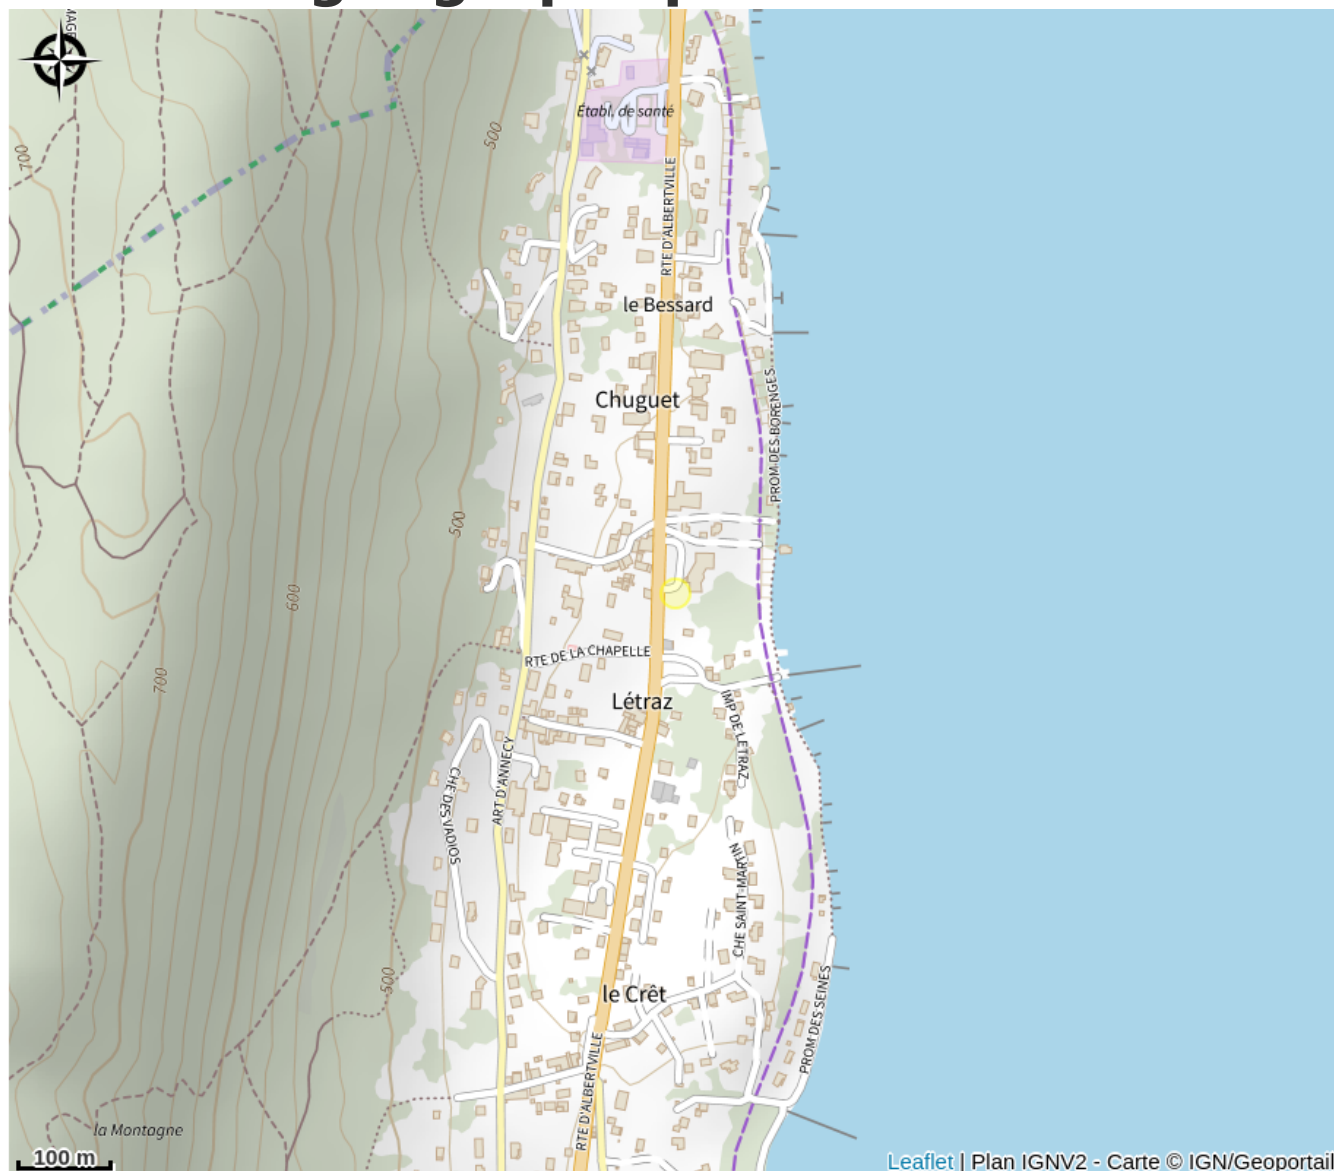 Établ. de santé
500
700
RTE D'ALBERTVILLE
le Bessard
Chuguet
PROM DES BORENGES
500
600
RTE DE LA CHAPELLE
700
Létraz
IMP DE LETRAZ
ART D'ANNECY
CHE DES VADIOS
CHE SAINT-MARTIN
500
le Crêt
PROM DES SEINES
RTE D'ALBERTVILLE
la Montagne
100 m
Leaflet | Plan IGNV2 - Carte © IGN/Geoportail